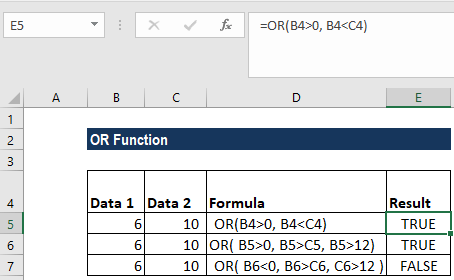 E5 fx =OR(B4>0, B4<C4)
A B C D E
1
2 OR Function
3
4 Data 1 Data 2 Formula Result
5 6 10 OR(B4>0, B4<C4) TRUE
6 6 10 OR( B5>0, B5>C5, B5>12) TRUE
7 6 10 OR( B6<0, B6>C6, C6>12 ) FALSE